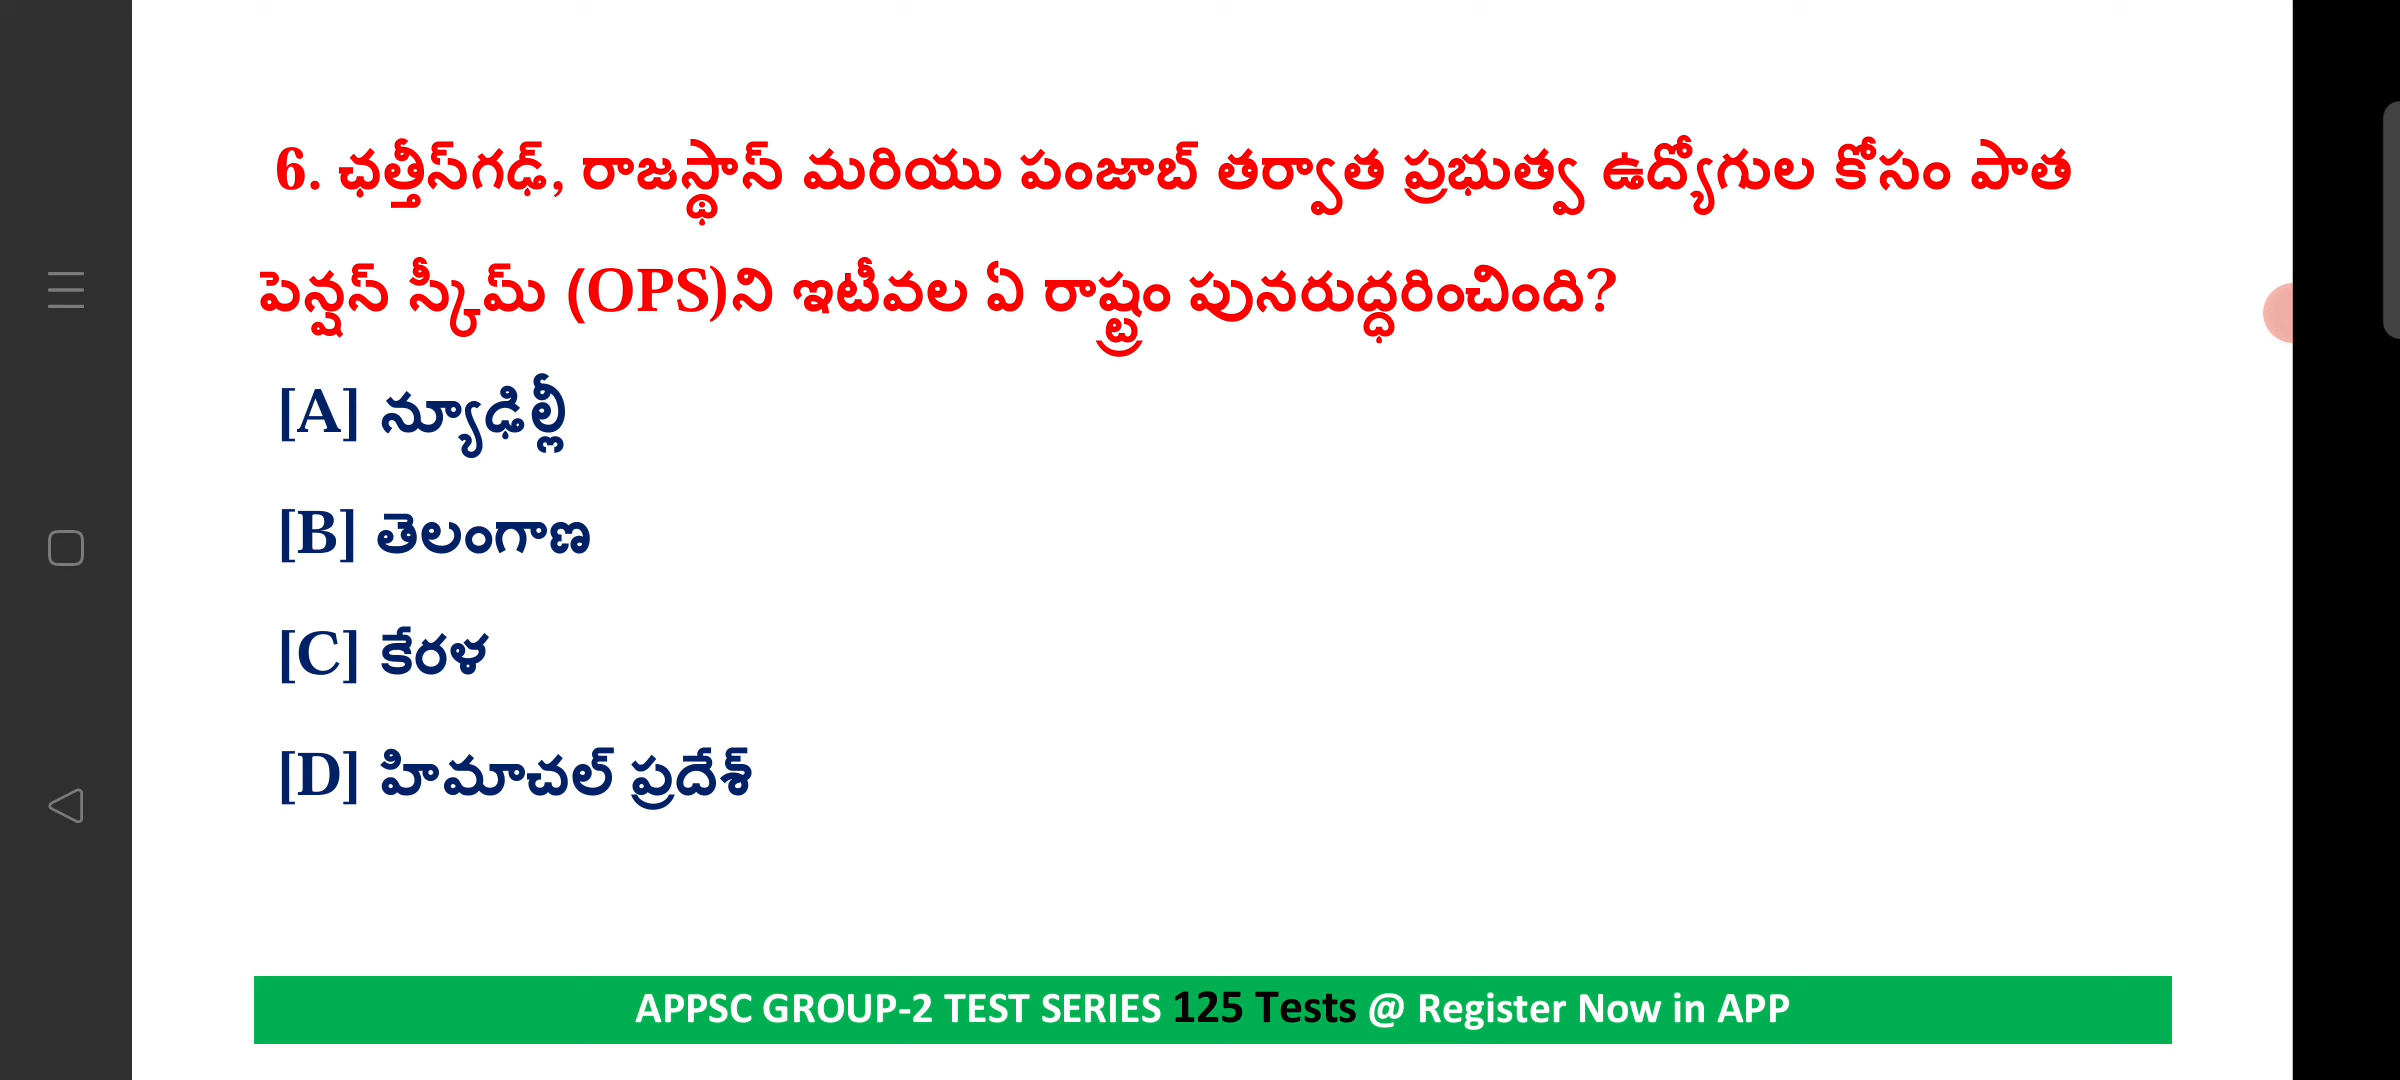 6. ఛత్తీస్‌గఢ్, రాజస్థాన్ మరియు పంజాబ్ తర్వాత ప్రభుత్వ ఉద్యోగుల కోసం పాత
పెన్షన్ స్కీమ్ (OPS)ని ఇటీవల ఏ రాష్ట్రం పునరుద్ధరించింది?
[A] న్యూఢిల్లీ
[B] తెలంగాణ
[C] కేరళ
[D] హిమాచల్ ప్రదేశ్
APPSC GROUP-2 TEST SERIES 125 Tests @ Register Now in APP